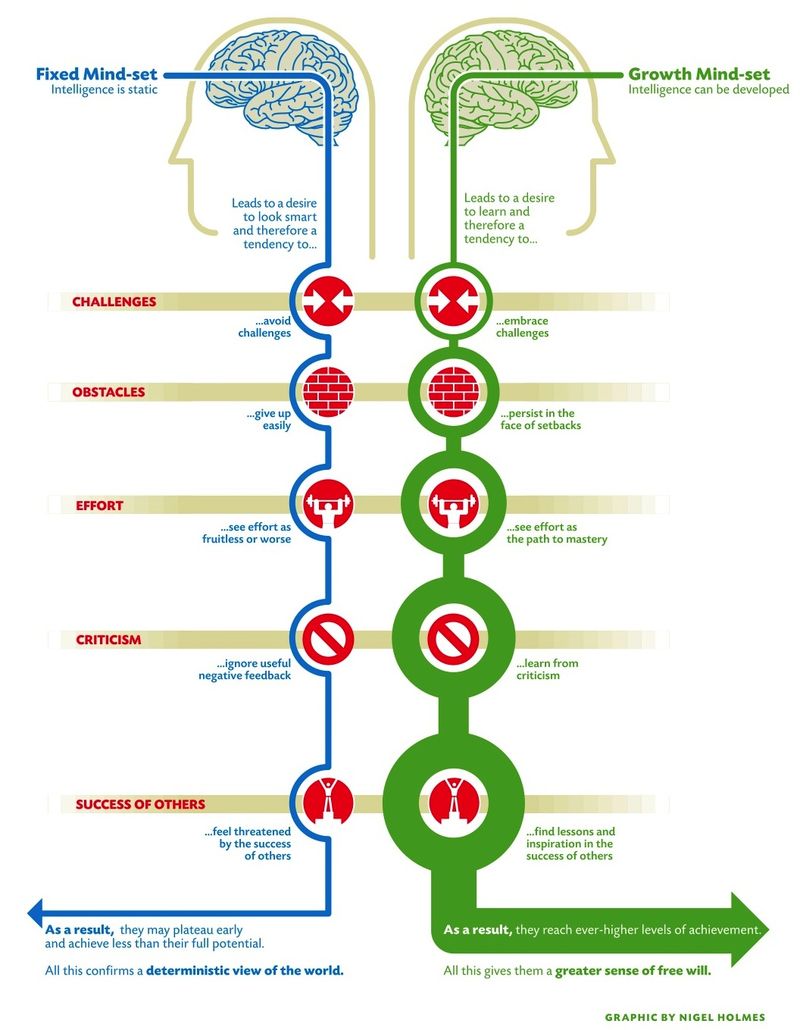 Fixed Mind-set
Intelligence is static
Growth Mind-set
Intelligence can be developed
Leads to a desire
to look smart
and therefore a
tendency to...
Leads to a desire
to learn and
therefore a
tendency to...
CHALLENGES
...avoid
challenges
...embrace
challenges
OBSTACLES
...give up
easily
...persist in the
face of setbacks
EFFORT
...see effort as
fruitless or worse
...see effort as
the path to mastery
CRITICISM
...ignore useful
negative feedback
...learn from
criticism
SUCCESS OF OTHERS
...feel threatened
by the success
of others
...find lessons and
inspiration in the
success of others
As a result, they may plateau early
and achieve less than their full potential.
All this confirms a deterministic view of the world.
As a result, they reach ever-higher levels of achievement.
All this gives them a greater sense of free will.
GRAPHIC BY NIGEL HOLMES